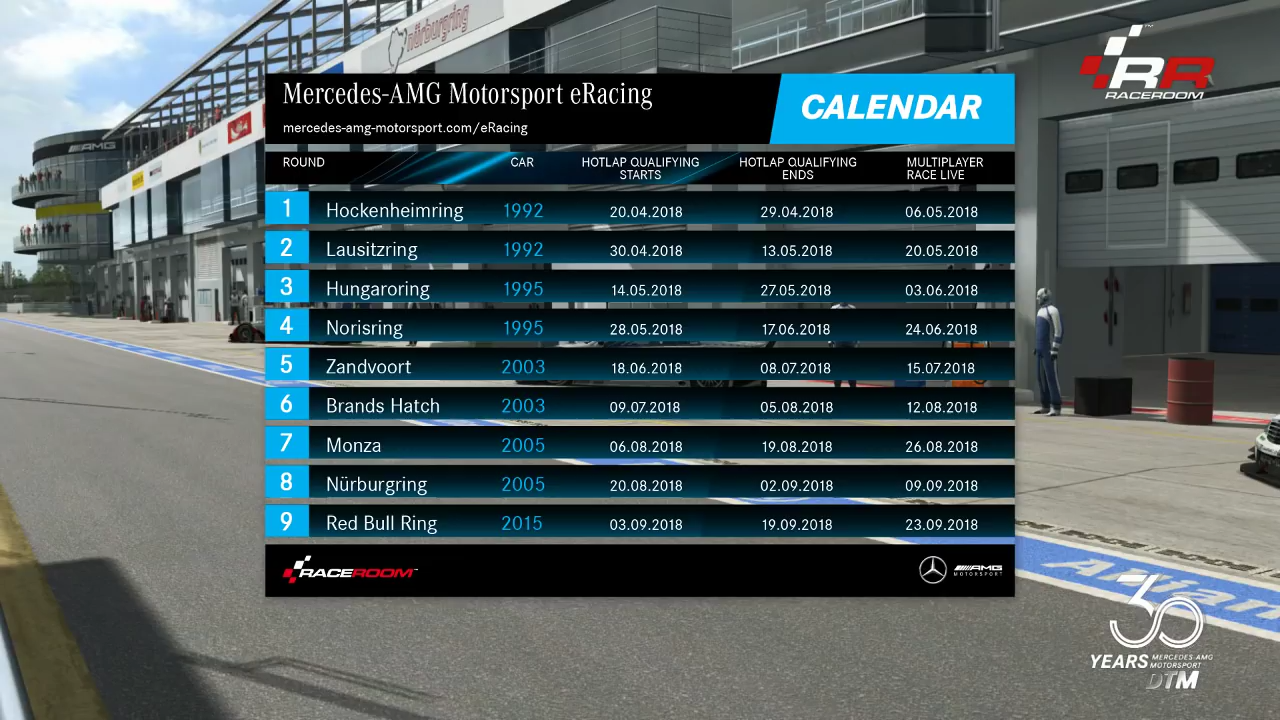 nürburgring
RR
RACEROOM
AMG
Mercedes-AMG Motorsport eRacing
mercedes-amg-motorsport.com/eRacing
CALENDAR
ROUND CAR HOTLAP QUALIFYING STARTS HOTLAP QUALIFYING ENDS MULTIPLAYER RACE LIVE
1 Hockenheimring 1992 20.04.2018 29.04.2018 06.05.2018
2 Lausitzring 1992 30.04.2018 13.05.2018 20.05.2018
3 Hungaroring 1995 14.05.2018 27.05.2018 03.06.2018
4 Norisring 1995 28.05.2018 17.06.2018 24.06.2018
5 Zandvoort 2003 18.06.2018 08.07.2018 15.07.2018
6 Brands Hatch 2003 09.07.2018 05.08.2018 12.08.2018
7 Monza 2005 06.08.2018 19.08.2018 26.08.2018
8 Nürburgring 2005 20.08.2018 02.09.2018 09.09.2018
9 Red Bull Ring 2015 03.09.2018 19.09.2018 23.09.2018
RACEROOM
AMG
MOTORSPORT
Allian
30
YEARS MERCEDES-AMG
MOTORSPORT
DTM